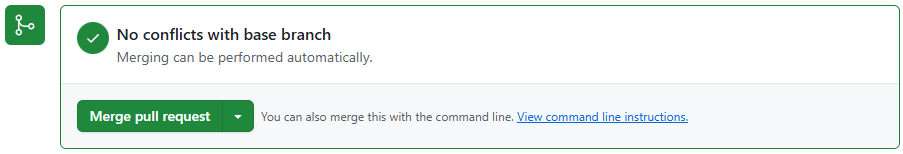 No conflicts with base branch
Merging can be performed automatically.
Merge pull request You can also merge this with the command line. View command line instructions.